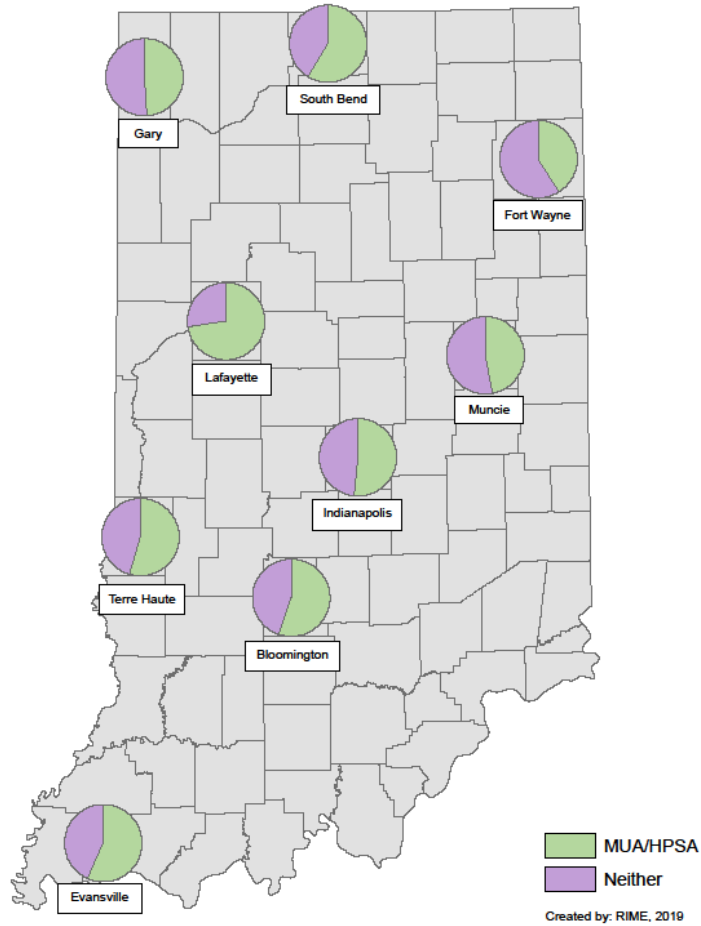 South Bend
Gary
Fort Wayne
Lafayette
Muncie
Indianapolis
Terre Haute
Bloomington
Evansville
MUA/HPSA
Neither
Created by: RIME, 2019